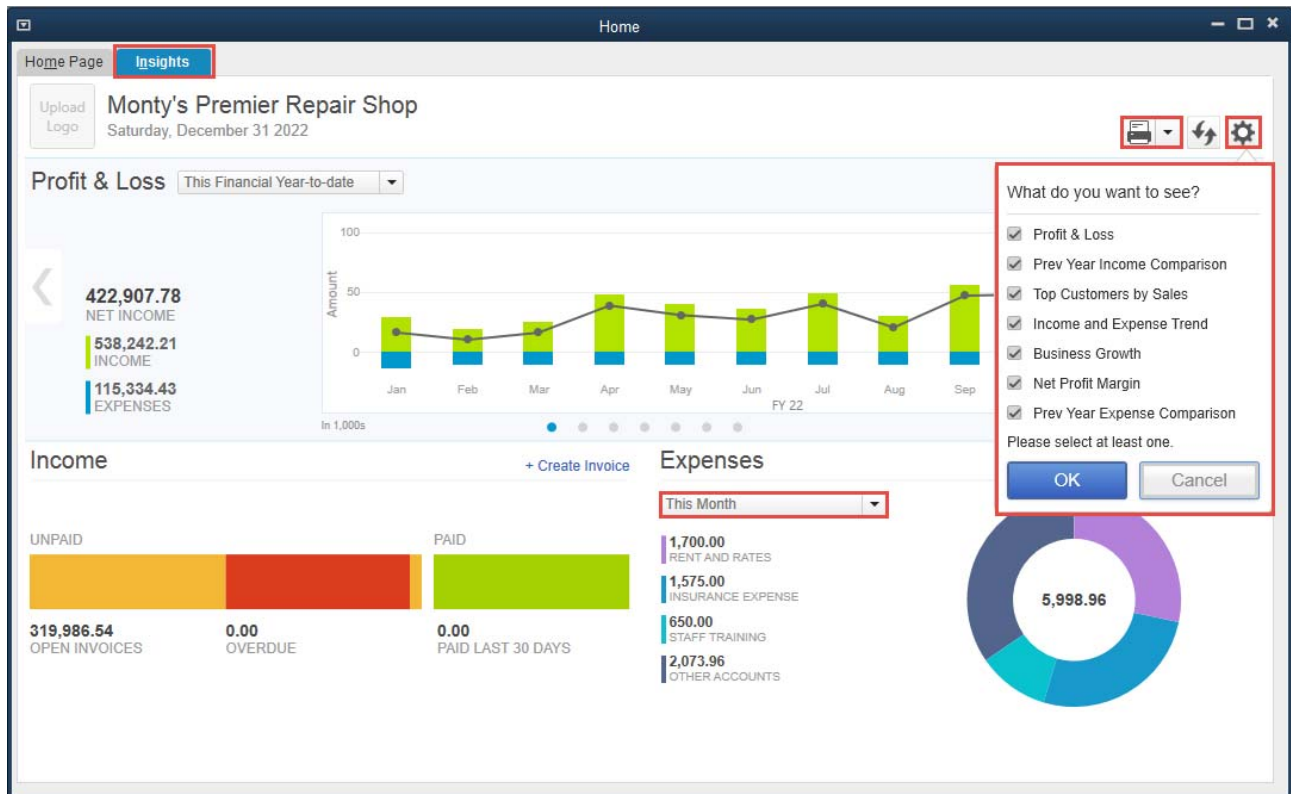 Home
Home Page Insights
Upload
Logo
Monty's Premier Repair Shop
Saturday, December 31 2022
Profit & Loss This Financial Year-to-date
422,907.78
NET INCOME
538,242.21
INCOME
115,334.43
EXPENSES
Amount
100
50
0
Jan Feb Mar Apr May Jun Jul Aug Sep
FY 22
In 1,000s
What do you want to see?
Profit & Loss
Prev Year Income Comparison
Top Customers by Sales
Income and Expense Trend
Business Growth
Net Profit Margin
Prev Year Expense Comparison
Please select at least one.
OK Cancel
Income + Create Invoice
UNPAID PAID
319,986.54 0.00 0.00
OPEN INVOICES OVERDUE PAID LAST 30 DAYS
Expenses
This Month
1,700.00
RENT AND RATES
1,575.00
INSURANCE EXPENSE
650.00
STAFF TRAINING
2,073.96
OTHER ACCOUNTS
5,998.96